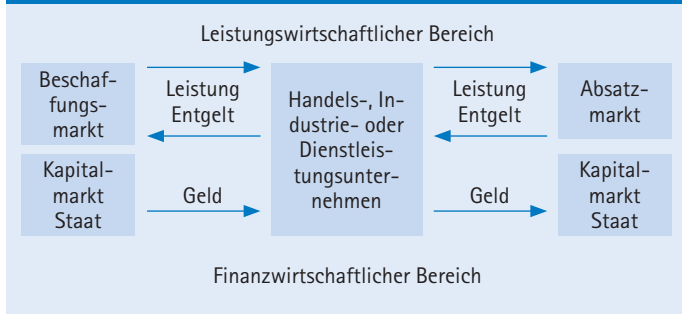 Leistungswirtschaftlicher Bereich
Beschaf-
fungs-
markt
Leistung
Entgelt
Handels-, In-
dustrie- oder
Dienstleis-
tungsunter-
nehmen
Leistung
Entgelt
Absatz-
markt
Kapital-
markt
Staat
Geld
Geld
Kapital-
markt
Staat
Finanzwirtschaftlicher Bereich